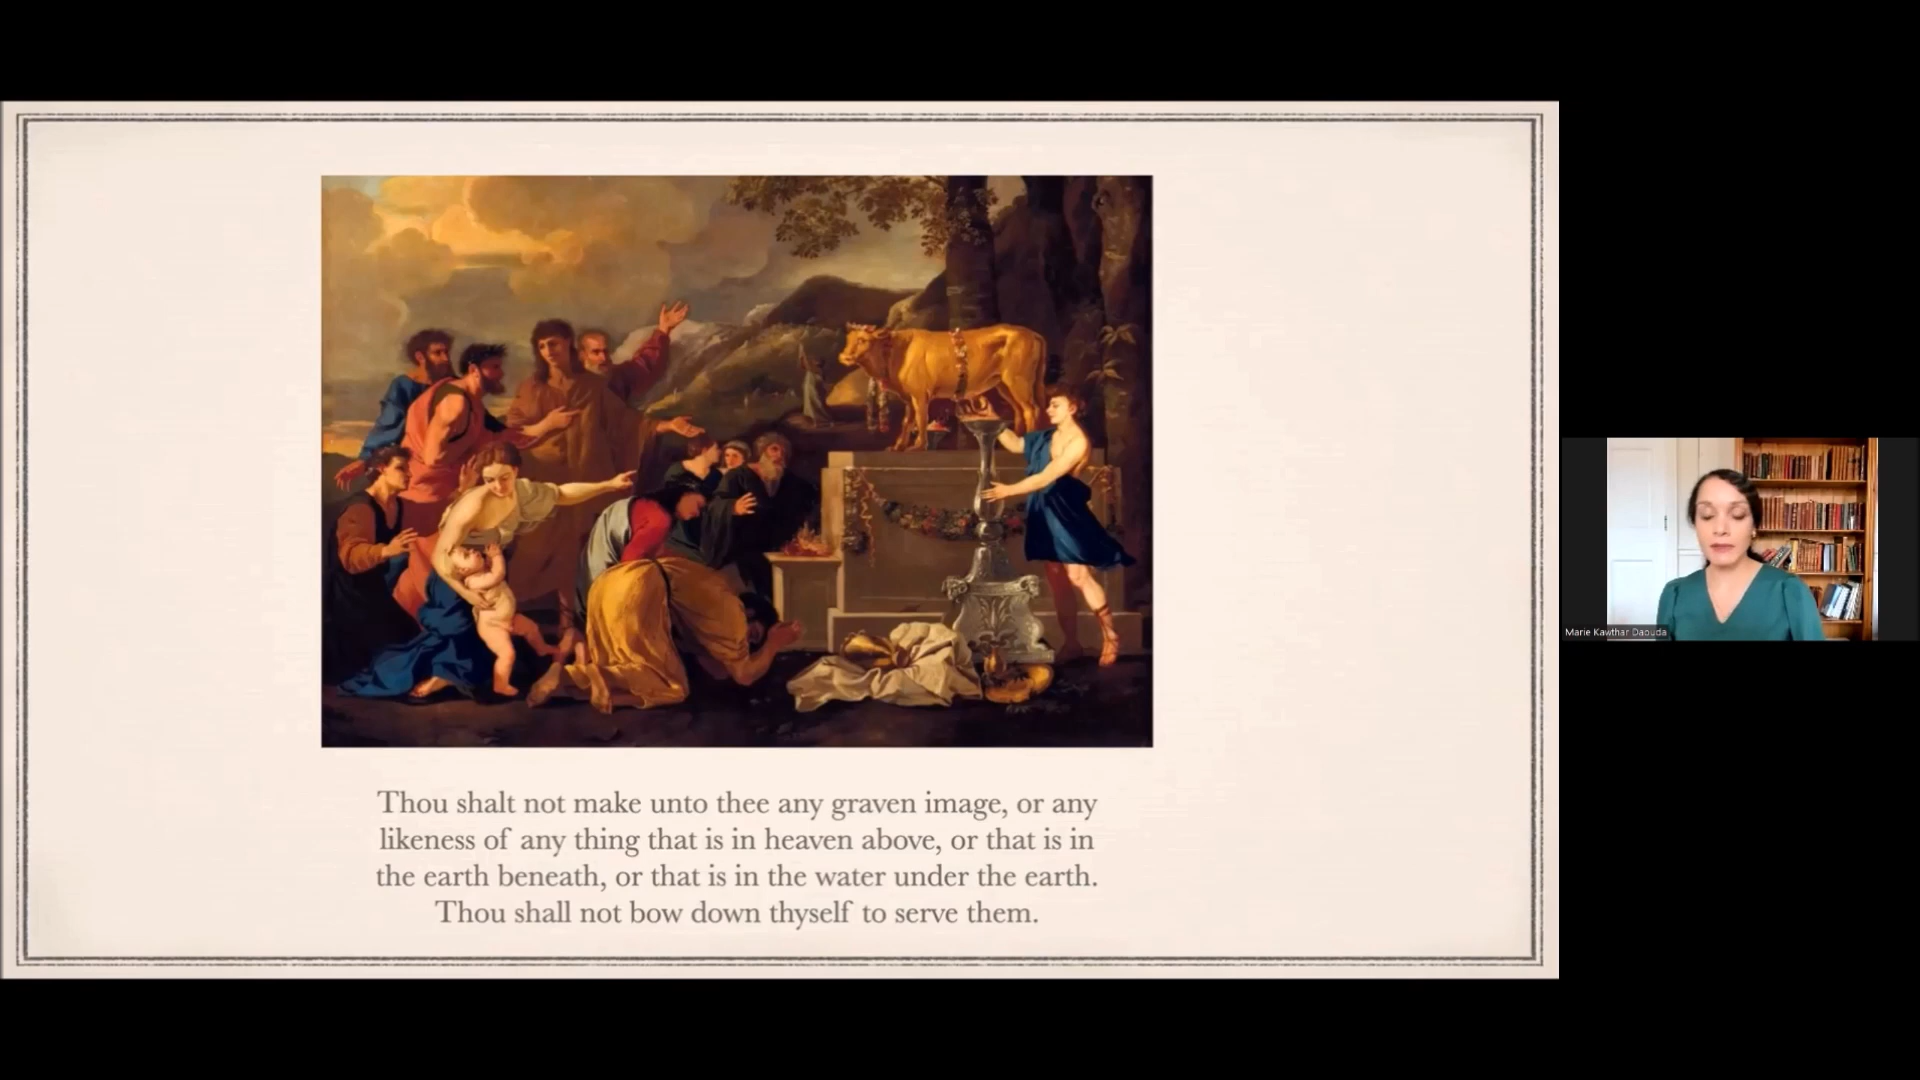 Thou shalt not make unto thee any graven image, or any
likeness of any thing that is in heaven above, or that is in
the earth beneath, or that is in the water under the earth.
Thou shall not bow down thyself to serve them.
Marie Kawthar Daouda